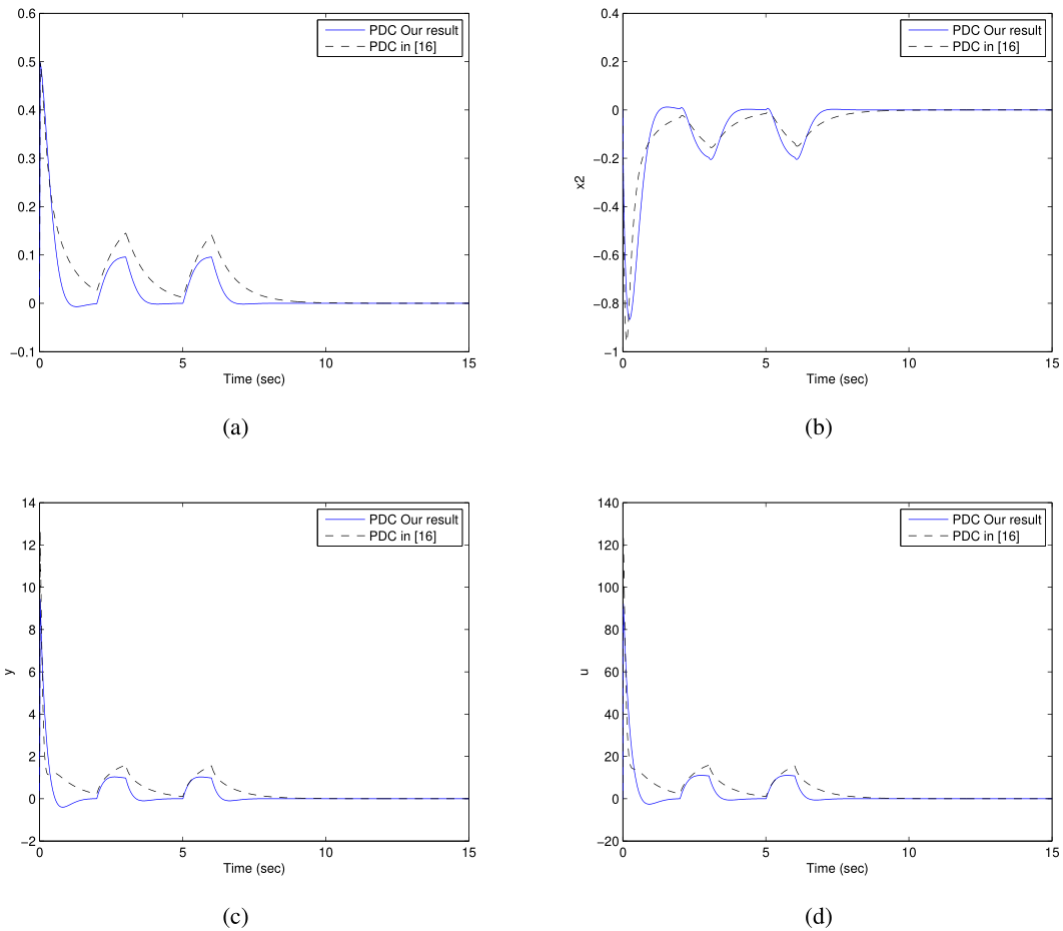 0.6
0.5
0.4
0.3
0.2
0.1
0
−0.1
0
5
10
15
Time (sec)
PDC Our result
PDC in [16]
(a)
0.4
0.2
0
−0.2
−0.4
−0.6
−0.8
−1
x2
0
5
10
15
Time (sec)
PDC Our result
PDC in [16]
(b)
14
12
10
8
6
4
2
0
−2
y
0
5
10
15
Time (sec)
PDC Our result
PDC in [16]
(c)
140
120
100
80
60
40
20
0
−20
u
0
5
10
15
Time (sec)
PDC Our result
PDC in [16]
(d)